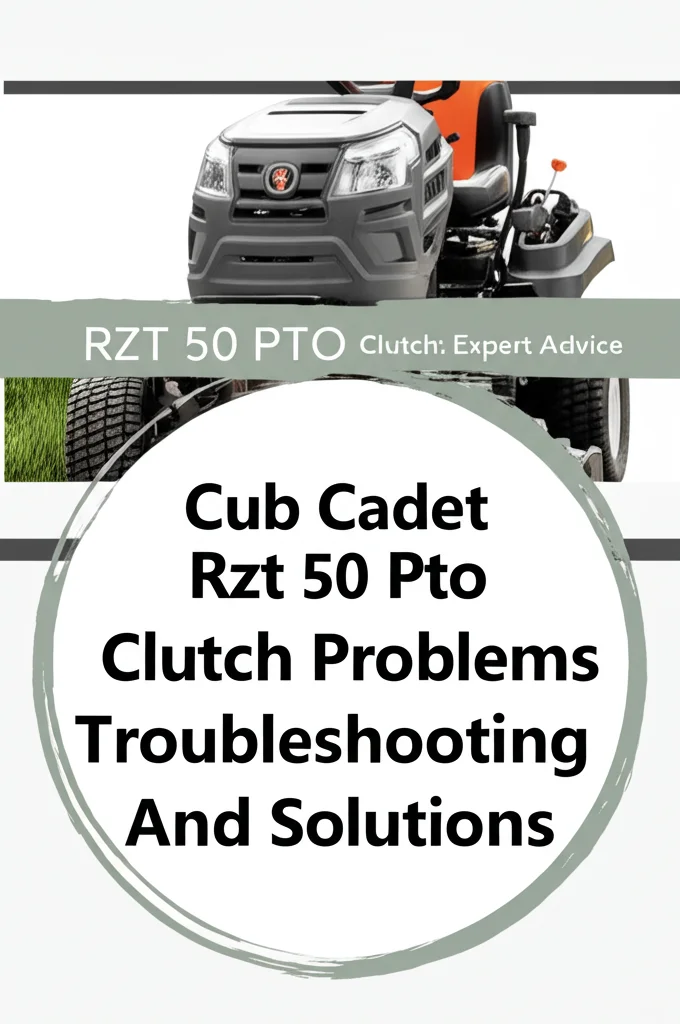 RZT 50 PTO Clutch: Expert Advice
Cub Cadet
Rzt 50 Pto
Clutch Problems
Troubleshooting
And Solutions